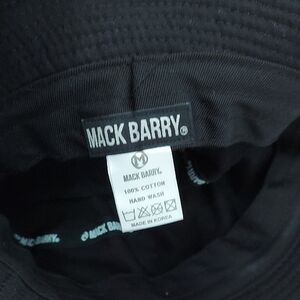 MACK BARRY®
M
MACK BARRY.
100% COTTON
HAND WASH
MADE IN KOREA
MACK BARRY.